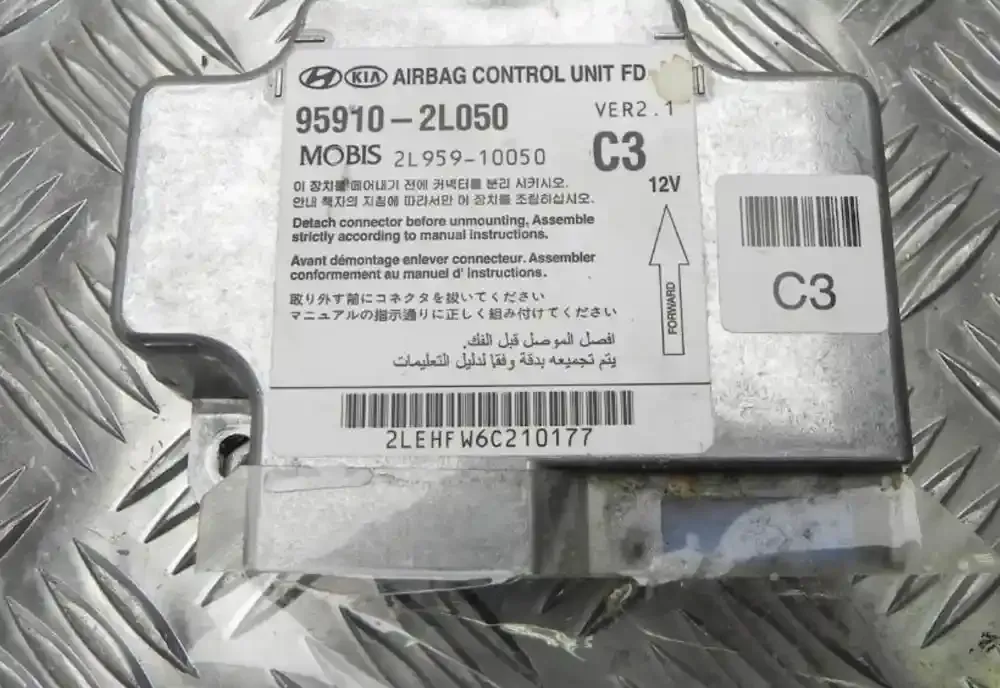 KIA AIRBAG CONTROL UNIT FD
95910-2L050
VER2.1
MOBIS 2L959-10050
C3
12V
이 장치를 떼어내기 전에 커넥터를 분리 시키시오.
안내 책자의 지침에 따라서만 이 장치를 조립하십시오.
Detach connector before unmounting, Assemble
strictly according to manual instructions.
Avant démontage enlever connecteur. Assembler
conformement au manuel d' instructions.
取り外す前にコネクタを抜いてください
マニュアルの指示通りに正しく組み付けてください
افصل الموصل قبل الفك.
يتم تجميعه بدقة وفقا لدليل التعليمات
FORWARD
2LEHFW6C210177
C3